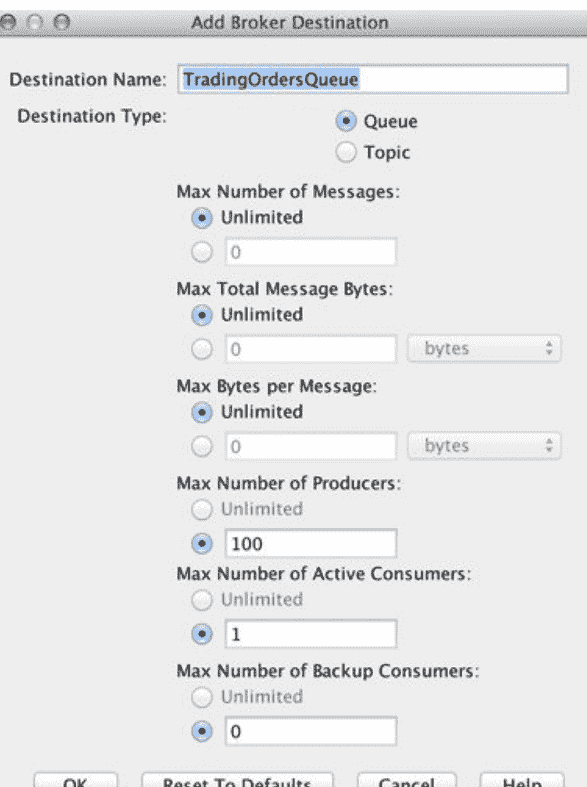 Add Broker Destination
Destination Name: TradingOrdersQueue
Destination Type: Queue
Topic
Max Number of Messages:
Unlimited
0
Max Total Message Bytes:
Unlimited
0 bytes
Max Bytes per Message:
Unlimited
0 bytes
Max Number of Producers:
Unlimited
100
Max Number of Active Consumers:
Unlimited
1
Max Number of Backup Consumers:
Unlimited
0
OK Reset To Defaults Cancel Help